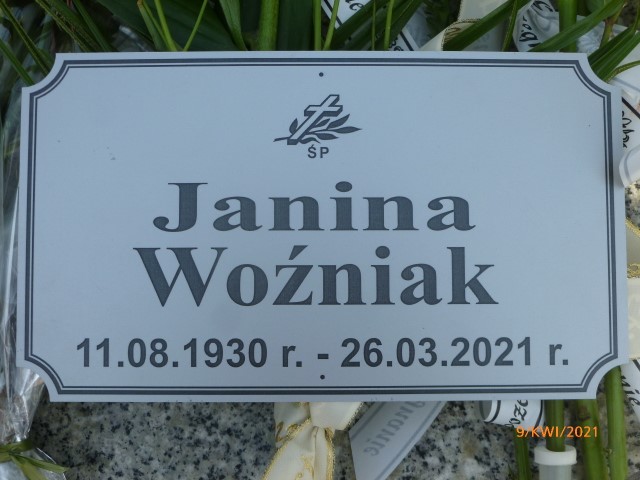 ŚP
Janina
Woźniak
11.08.1930 r. - 26.03.2021 r.
9/KWI/2021